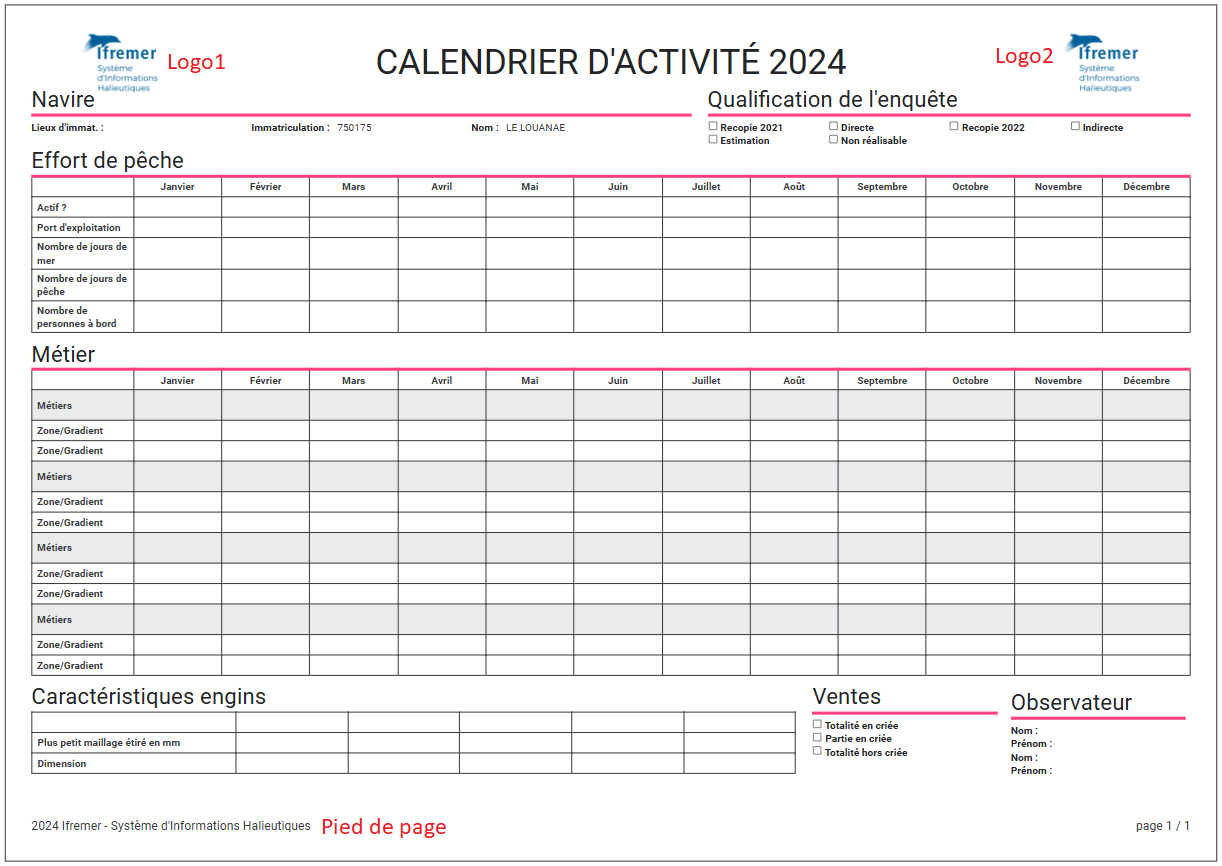 Ifremer
Système
d'Informations
Halieutiques
Logo1
CALENDRIER D'ACTIVITÉ 2024
Logo2
Ifremer
Système
d'Informations
Halieutiques
Navire
Qualification de l'enquête
Lieux d'immat. : Immatriculation : 750175 Nom : LE LOUANAE
Recopie 2021 Directe Recopie 2022 Indirecte
Estimation Non réalisable
Effort de pêche
Janvier Février Mars Avril Mai Juin Juillet Août Septembre Octobre Novembre Décembre
Actif ?
Port d'exploitation
Nombre de jours de
mer
Nombre de jours de
pêche
Nombre de
personnes à bord
Métier
Janvier Février Mars Avril Mai Juin Juillet Août Septembre Octobre Novembre Décembre
Métiers
Zone/Gradient
Zone/Gradient
Métiers
Zone/Gradient
Zone/Gradient
Métiers
Zone/Gradient
Zone/Gradient
Métiers
Zone/Gradient
Zone/Gradient
Caractéristiques engins
Plus petit maillage étiré en mm
Dimension
Ventes
Totalité en criée
Partie en criée
Totalité hors criée
Observateur
Nom :
Prénom :
Nom :
Prénom :
2024 Ifremer - Système d'Informations Halieutiques Pied de page page 1 / 1